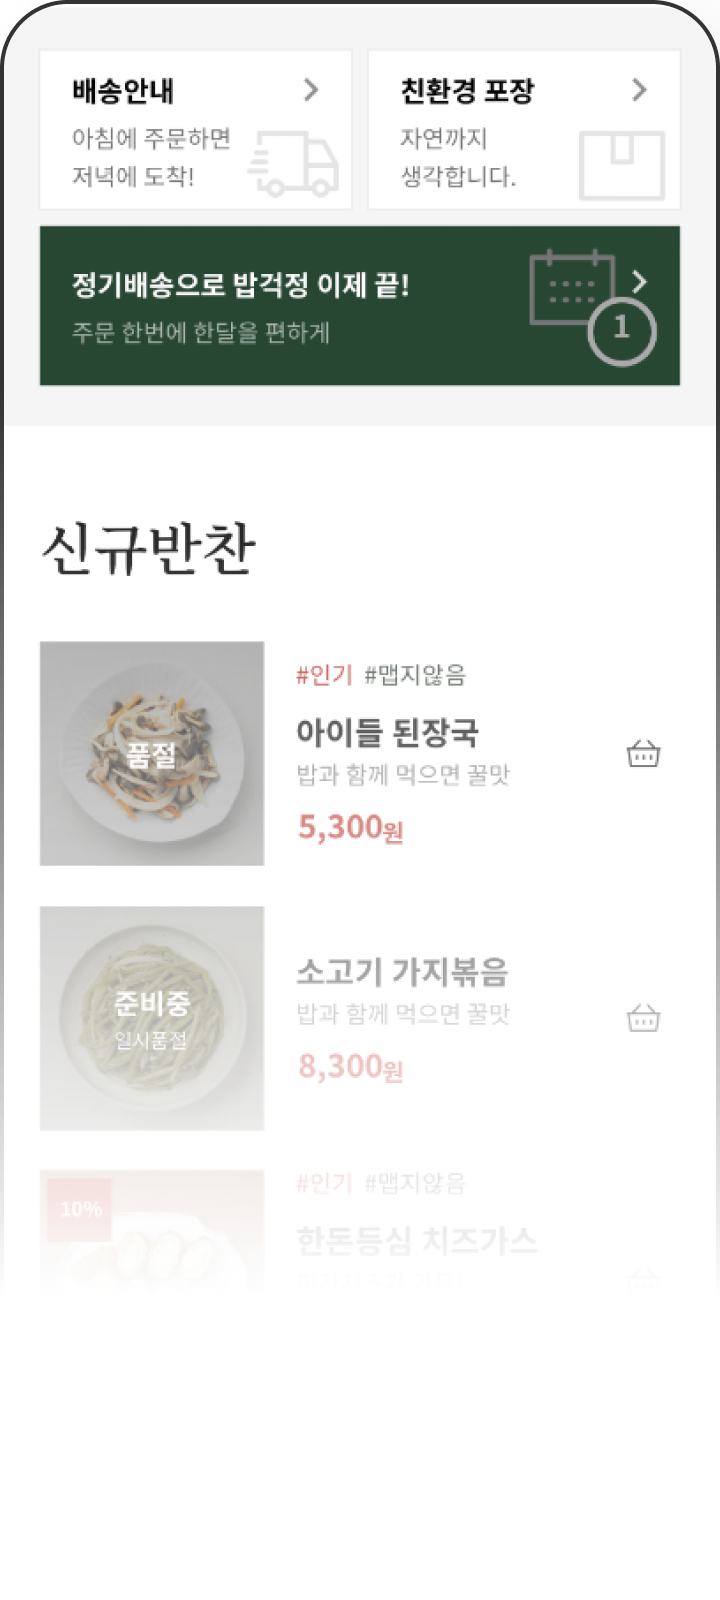 배송안내
아침에 주문하면
저녁에 도착!
친환경 포장
자연까지
생각합니다.
정기배송으로 밥걱정 이제 끝!
주문 한번에 한달을 편하게
1
신규반찬
품절
#인기 #맵지않음
아이들 된장국
밥과 함께 먹으면 꿀맛
5,300원
준비중
일시품절
소고기 가지볶음
밥과 함께 먹으면 꿀맛
8,300원
10%
#인기 #맵지않음
한돈등심 치즈가스